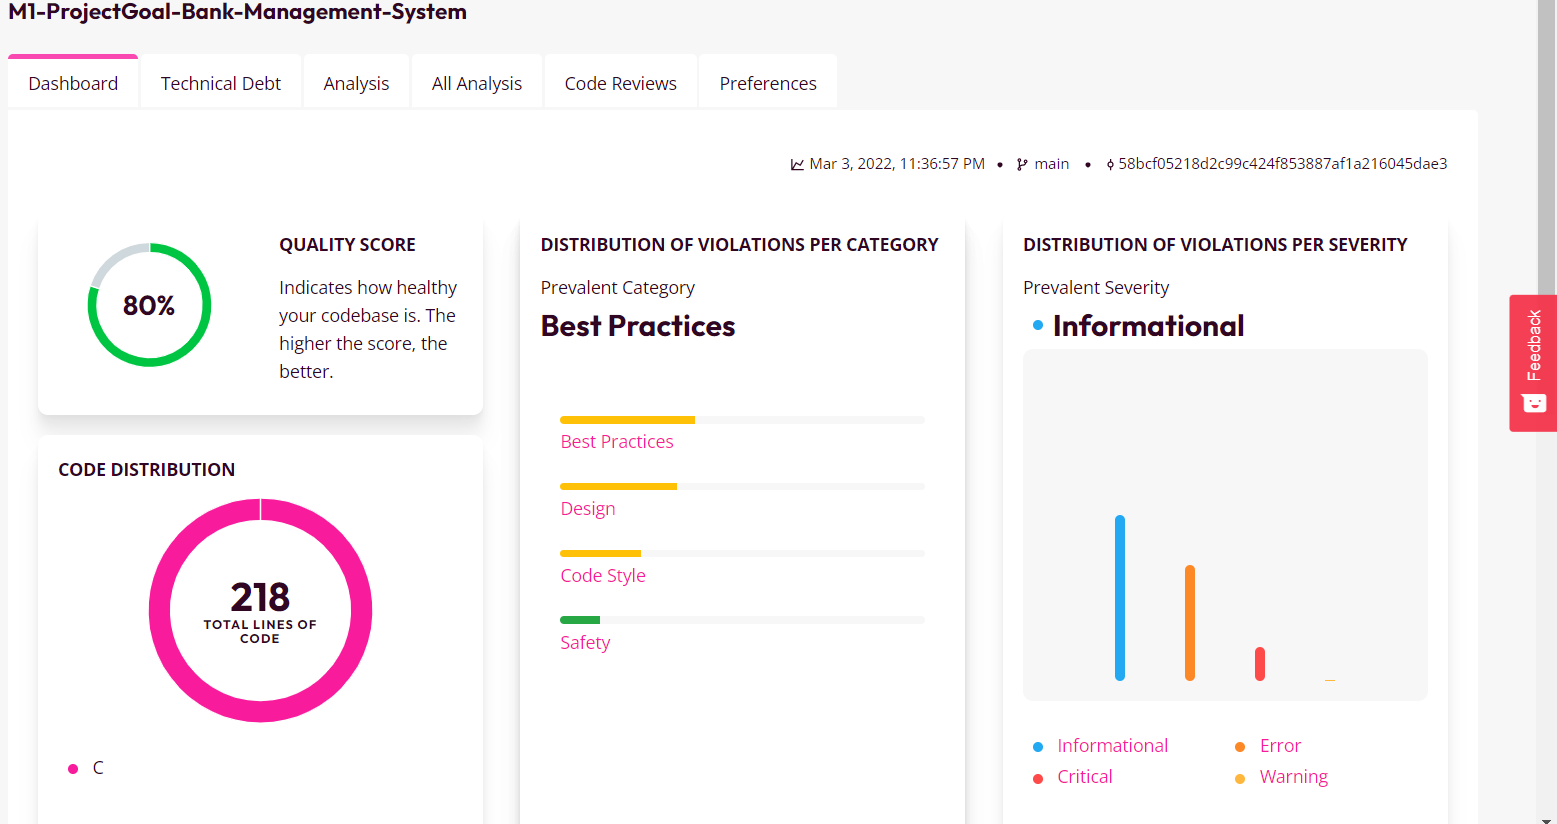 M1-ProjectGoal-Bank-Management-System
Dashboard
Technical Debt
Analysis
All Analysis
Code Reviews
Preferences
Mar 3, 2022, 11:36:57 PM • main • 58bcf05218d2c99c424f853887af1a216045dae3
80%
QUALITY SCORE
Indicates how healthy
your codebase is. The
higher the score, the
better.
CODE DISTRIBUTION
218
TOTAL LINES OF
CODE
C
DISTRIBUTION OF VIOLATIONS PER CATEGORY
Prevalent Category
Best Practices
Best Practices
Design
Code Style
Safety
DISTRIBUTION OF VIOLATIONS PER SEVERITY
Prevalent Severity
Informational
Informational
Error
Critical
Warning
Feedback